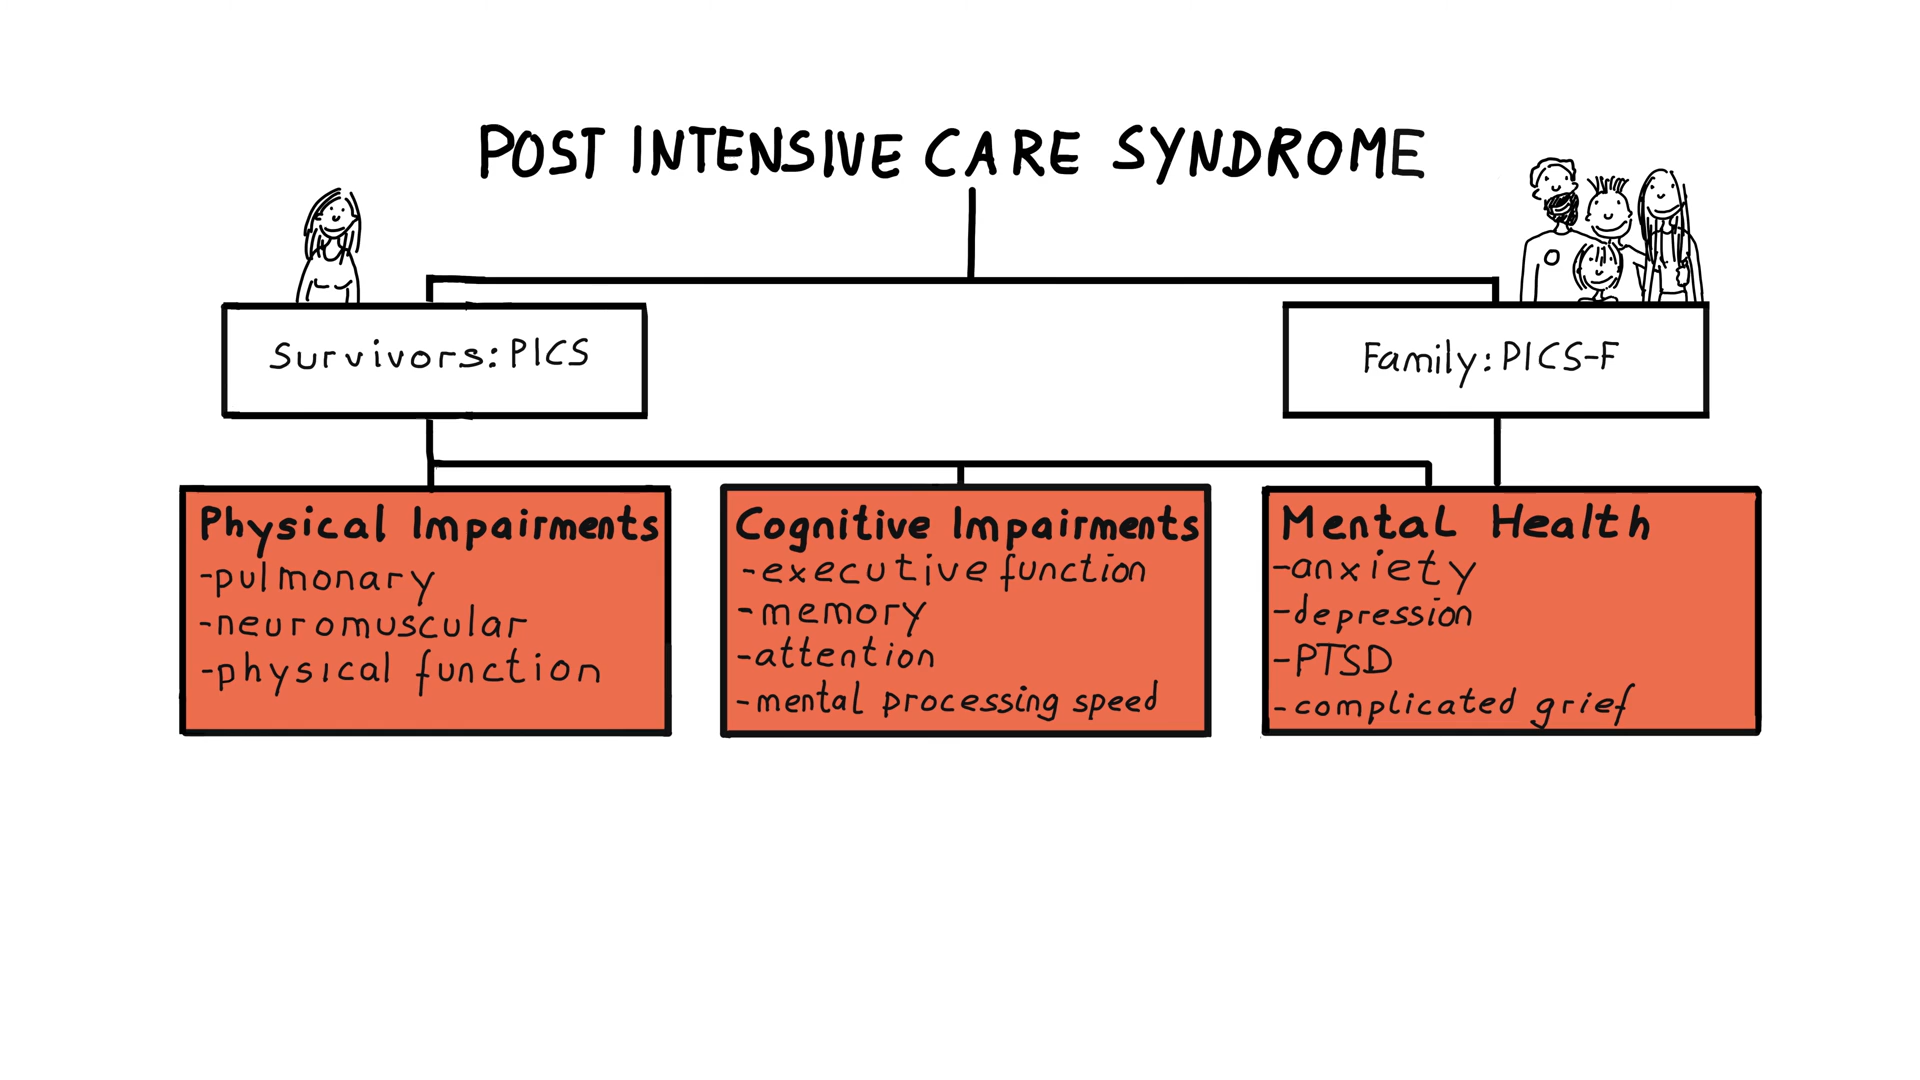 POST INTENSIVE CARE SYNDROME
Survivors: PICS
Family: PICS-F
Physical Impairments
-pulmonary
-neuromuscular
-physical function
Cognitive Impairments
-executive function
-memory
-attention
-mental processing speed
Mental Health
-anxiety
-depression
-PTSD
-complicated grief